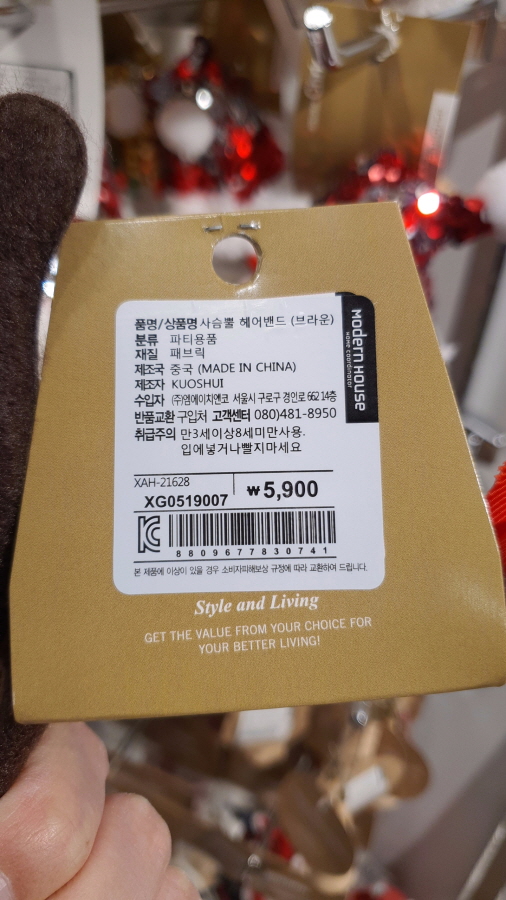 품명/상품명 사슴뿔 헤어밴드 (브라운)
분류 파티용품
재질 패브릭
제조국 중국 (MADE IN CHINA)
제조자 KUOSHUI
수입자 (주)엠에이치앤코 서울시 구로구 경인로 662 14층
반품교환 구입처 고객센터 080)481-8950
취급주의 만3세이상8세미만사용.
입에넣거나빨지마세요
modern House
HOME COORDINATOR
XAH-21628
XG0519007
₩5,900
8809677830741
본 제품에 이상이 있을 경우 소비자피해보상 규정에 따라 교환하여 드립니다.
Style and Living
GET THE VALUE FROM YOUR CHOICE FOR
YOUR BETTER LIVING!